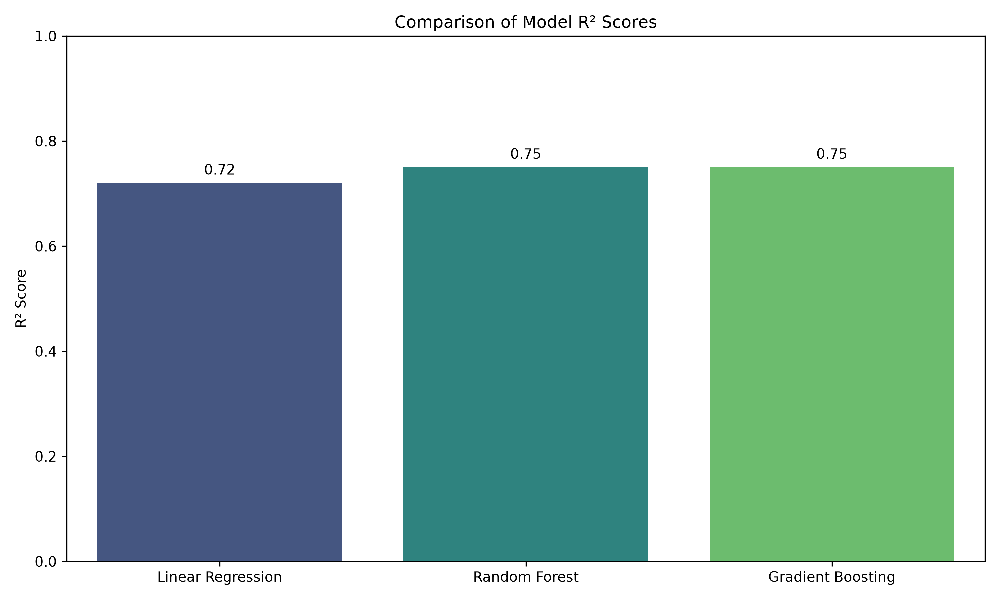 Comparison of Model R² Scores
1.0
0.8
0.6
0.4
0.2
0.0
R² Score
0.72
0.75
0.75
Linear Regression
Random Forest
Gradient Boosting